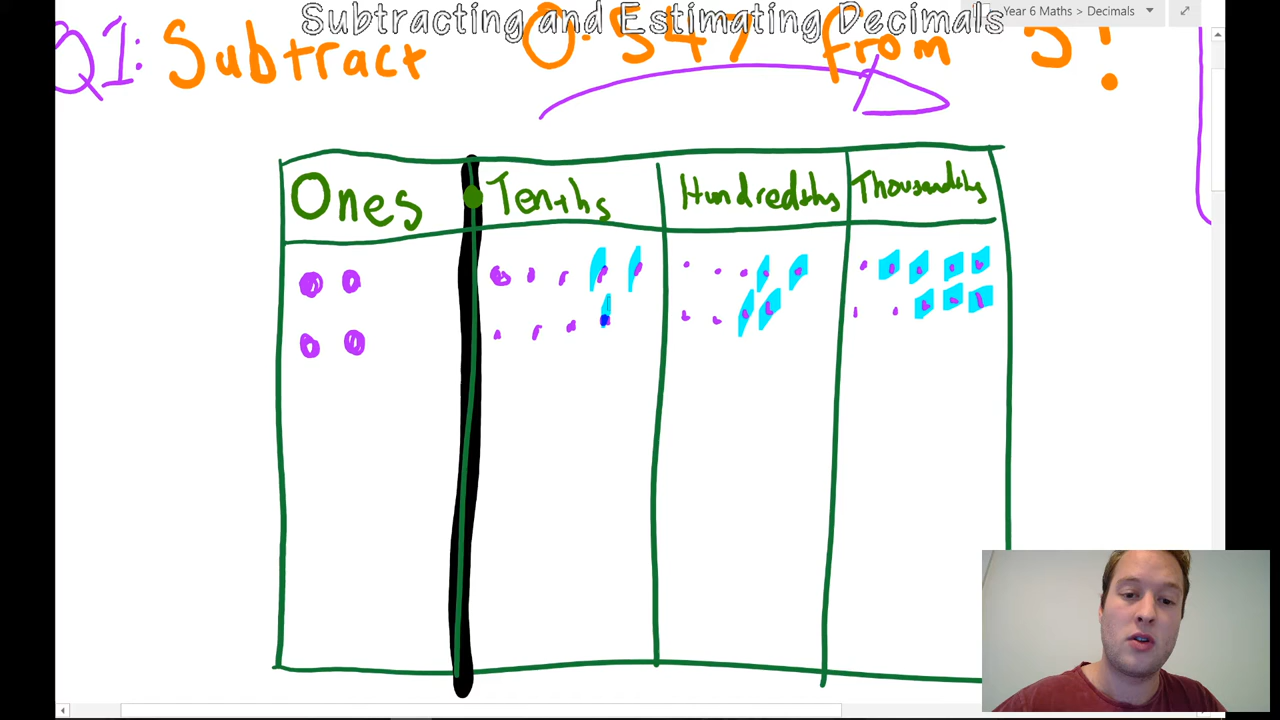 Subtracting and Estimating Decimals
Year 6 Maths > Decimals
Q1: Subtract 0.547 from 5!
Ones Tenths Hundredths Thousandths